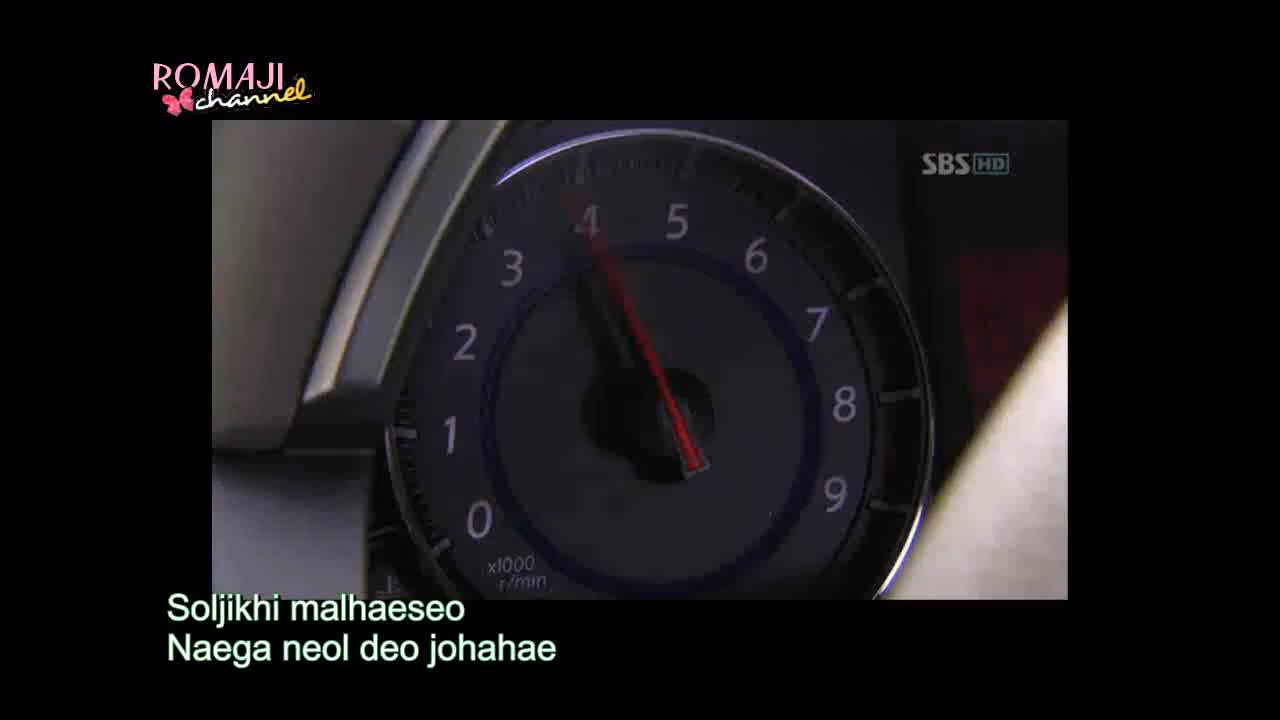 ROMAJI
channel
SBS HD
4
5
3
6
2
7
1
8
0
9
x1000
r/min
Soljikhi malhaeseo
Naega neol deo johahae